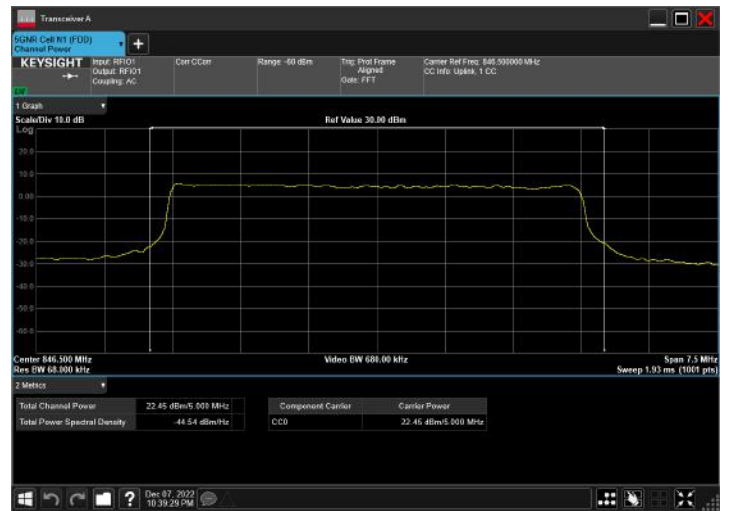 Transceiver A
5GNR Cell N1 (FDD)
Channel Power
KEYSIGHT
Input: RFIO1
Output: RFIO1
Coupling: AC
Corr CCorr
Range: -60 dBm
Trig: Prot Frame
Aligned
Gate: FFT
Carrier Ref Freq: 846.500000 MHz
CC Info: Uplink, 1 CC
LXI
1 Graph
Scale/Div 10.0 dB
Ref Value 30.00 dBm
Log
20.0
10.0
0.00
-10.0
-20.0
-30.0
-40.0
-50.0
-60.0
Center 846.500 MHz
Video BW 680.00 kHz
Span 7.5 MHz
Res BW 68.000 kHz
Sweep 1.93 ms (1001 pts)
2 Metrics
Total Channel Power 22.45 dBm/5.000 MHz
Total Power Spectral Density -44.54 dBm/Hz
Component Carrier Carrier Power
CC0 22.45 dBm/5.000 MHz
Dec 07, 2022
10:39:29 PM